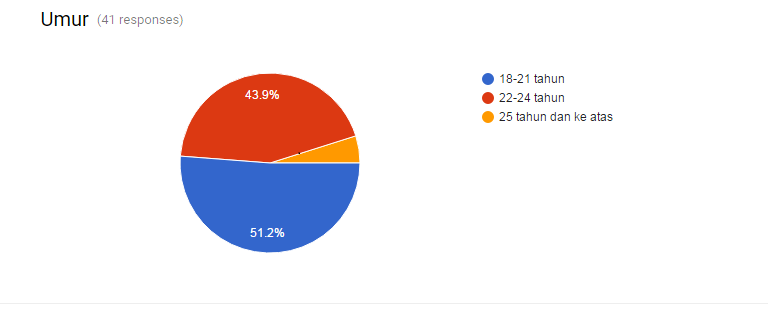 Umur (41 responses)
43.9%
51.2%
18-21 tahun
22-24 tahun
25 tahun dan ke atas